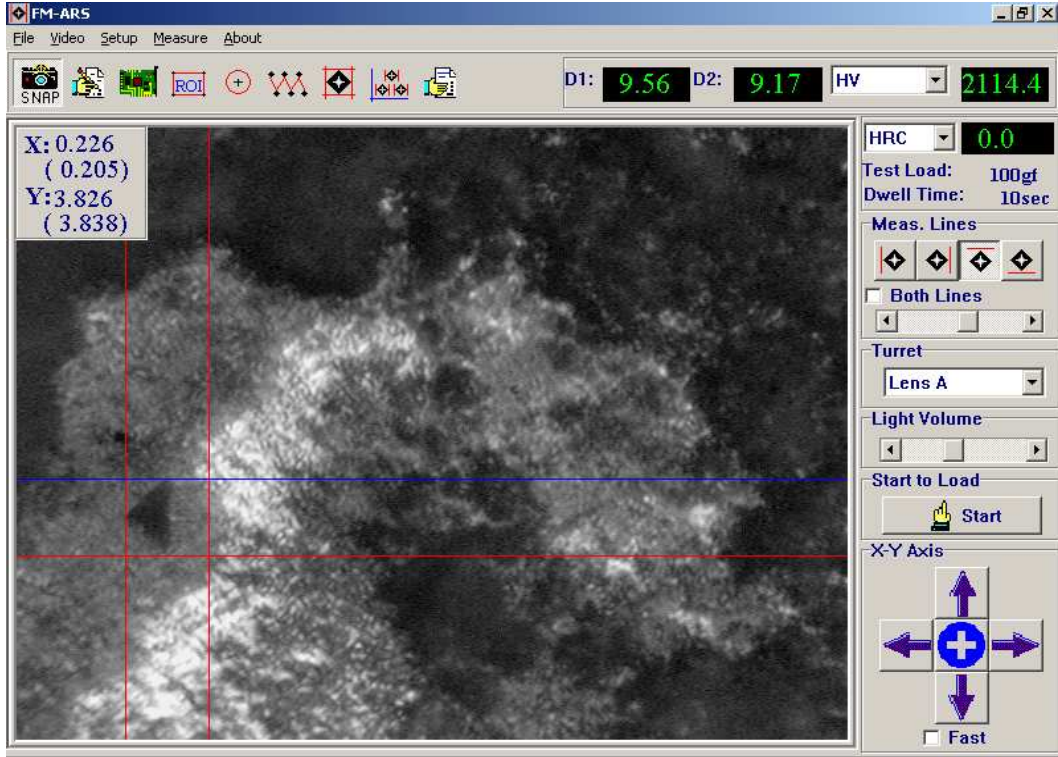 FM-ARS
File Video Setup Measure About
SNAP
ROI
D1: 9.56 D2: 9.17 HV 2114.4
X: 0.226
( 0.205)
Y:3.826
( 3.838)
HRC 0.0
Test Load: 100gf
Dwell Time: 10sec
Meas. Lines
Both Lines
Turret
Lens A
Light Volume
Start to Load
Start
X-Y Axis
Fast